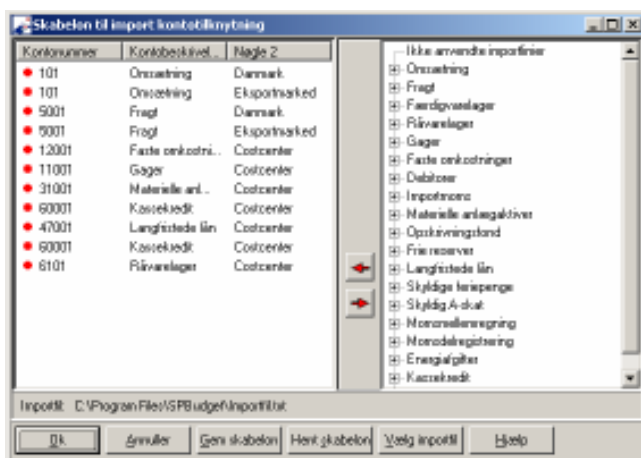 Skabelon til import kontotilknytning
Kontonummer Kontobeskrivel... Nøgle 2
101 Omsætning Danmark
101 Omsætning Eksportmarked
5001 Fragt Danmark
5001 Fragt Eksportmarked
12001 Faste omkostni... Costcenter
11001 Gager Costcenter
31001 Materielle anl... Costcenter
60001 Kassekredit Costcenter
47001 Langfristede lån Costcenter
60001 Kassekredit Costcenter
6101 Råvarelager Costcenter
Ikke anvendte importlinier
Omsætning
Fragt
Færdigvarelager
Råvarelager
Gager
Faste omkostninger
Debitorer
Importmoms
Materielle anlægsaktiver
Opskrivningsfond
Frie reserver
Langfristede lån
Skyldige feriepenge
Skyldig A-skat
Momsmellemregning
Momsafregistrering
Energiafgifter
Kassekredit
Importfil: C:\Program Files\SPBudget\Importfil.txt
Ok Annuller Gem skabelon Hent skabelon Vælg importfil Hjælp